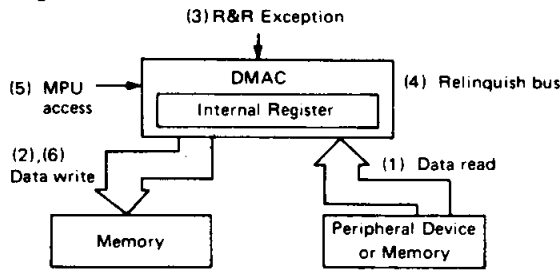 (3) R&R Exception
DMAC
(5) MPU
access
(4) Relinquish bus
Internal Register
(2),(6)
Data write
(1) Data read
Memory
Peripheral Device
or Memory